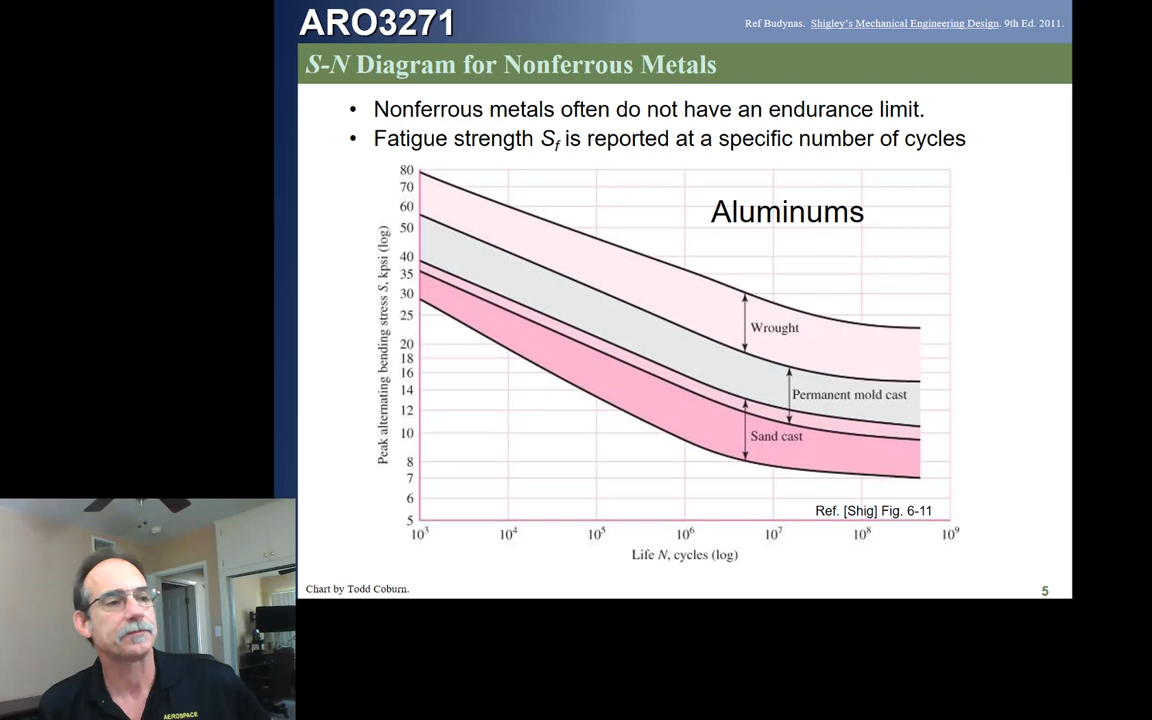 ARO3271
Ref Budynas. Shigley's Mechanical Engineering Design. 9th Ed. 2011.
S-N Diagram for Nonferrous Metals
• Nonferrous metals often do not have an endurance limit.
• Fatigue strength Sf is reported at a specific number of cycles
Aluminums
Peak alternating bending stress S, kpsi (log)
80
70
60
50
40
35
30
25
20
18
16
14
12
10
8
7
6
5
Wrought
Permanent mold cast
Sand cast
Ref. [Shig] Fig. 6-11
10³ 10⁴ 10⁵ 10⁶ 10⁷ 10⁸ 10⁹
Life N, cycles (log)
Chart by Todd Coburn.
5
AEROSPACE